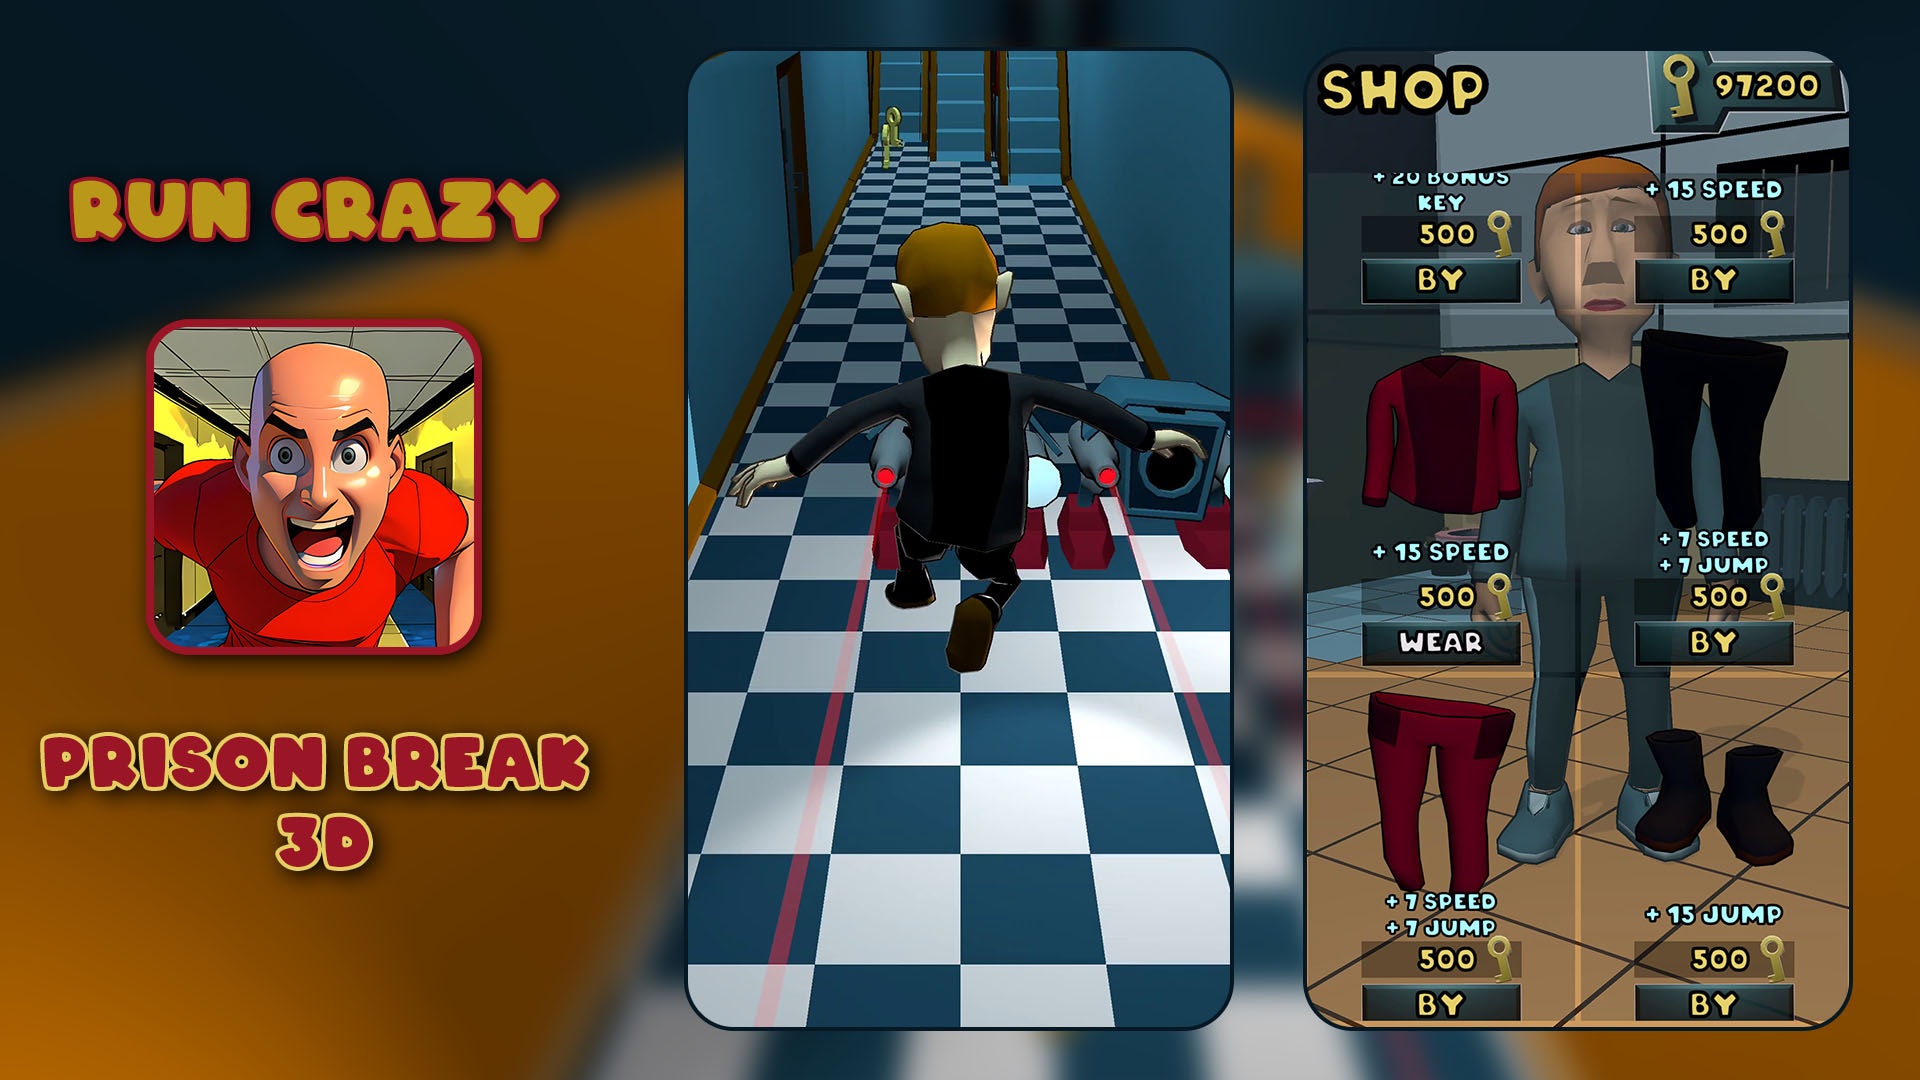 RUN CRAZY
PRISON BREAK
3D
SHOP
97200
+ 20 BONUS
KEY
500
BY
+ 15 SPEED
500
BY
+ 15 SPEED
500
WEAR
+ 7 SPEED
+ 7 JUMP
500
BY
+ 7 SPEED
+ 7 JUMP
500
BY
+ 15 JUMP
500
BY